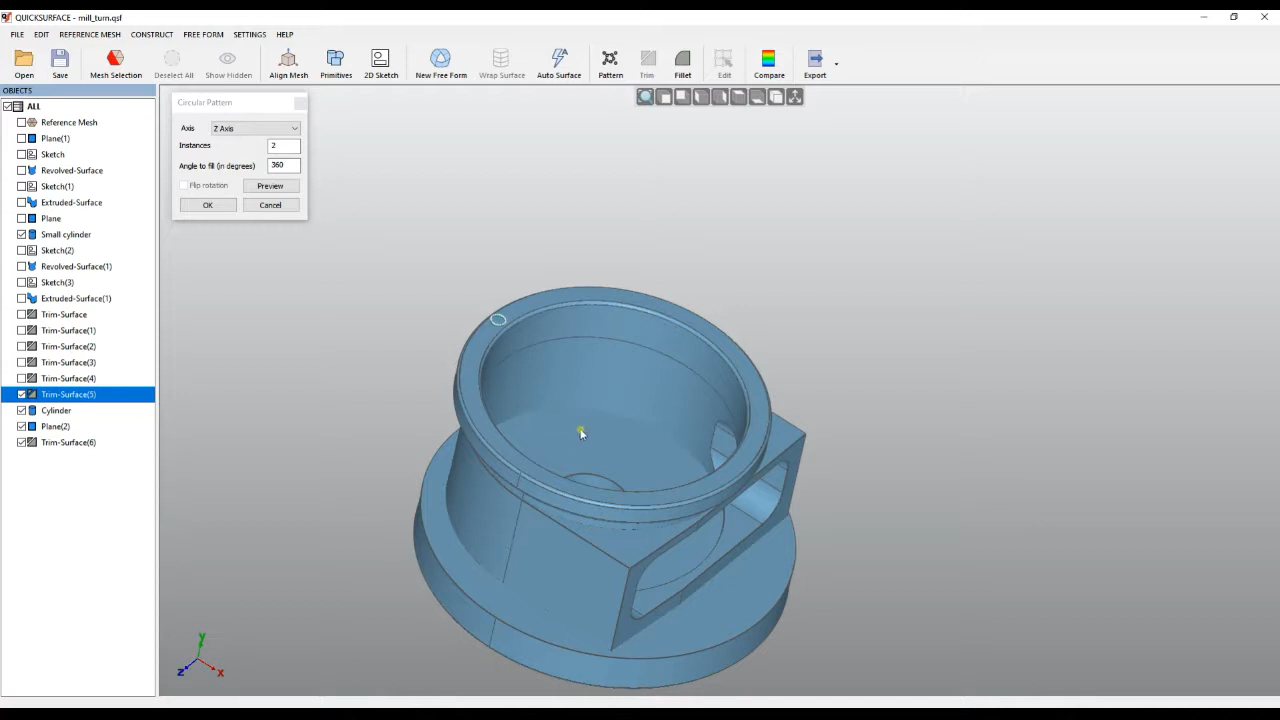 QUICKSURFACE - mill_turn.qsf
FILE EDIT REFERENCE MESH CONSTRUCT FREE FORM SETTINGS HELP
Open Save Mesh Selection Deselect All Show Hidden Align Mesh Primitives 2D Sketch New Free Form Wrap Surface Auto Surface Pattern Trim Fillet Edit Compare Export
OBJECTS
ALL
Reference Mesh
Plane(1)
Sketch
Revolved-Surface
Sketch(1)
Extruded-Surface
Plane
Small cylinder
Sketch(2)
Revolved-Surface(1)
Sketch(3)
Extruded-Surface(1)
Trim-Surface
Trim-Surface(1)
Trim-Surface(2)
Trim-Surface(3)
Trim-Surface(4)
Trim-Surface(5)
Cylinder
Plane(2)
Trim-Surface(6)
Circular Pattern
Axis Z Axis
Instances 2
Angle to fill (in degrees) 360
Flip rotation Preview
OK Cancel
Y
Z X